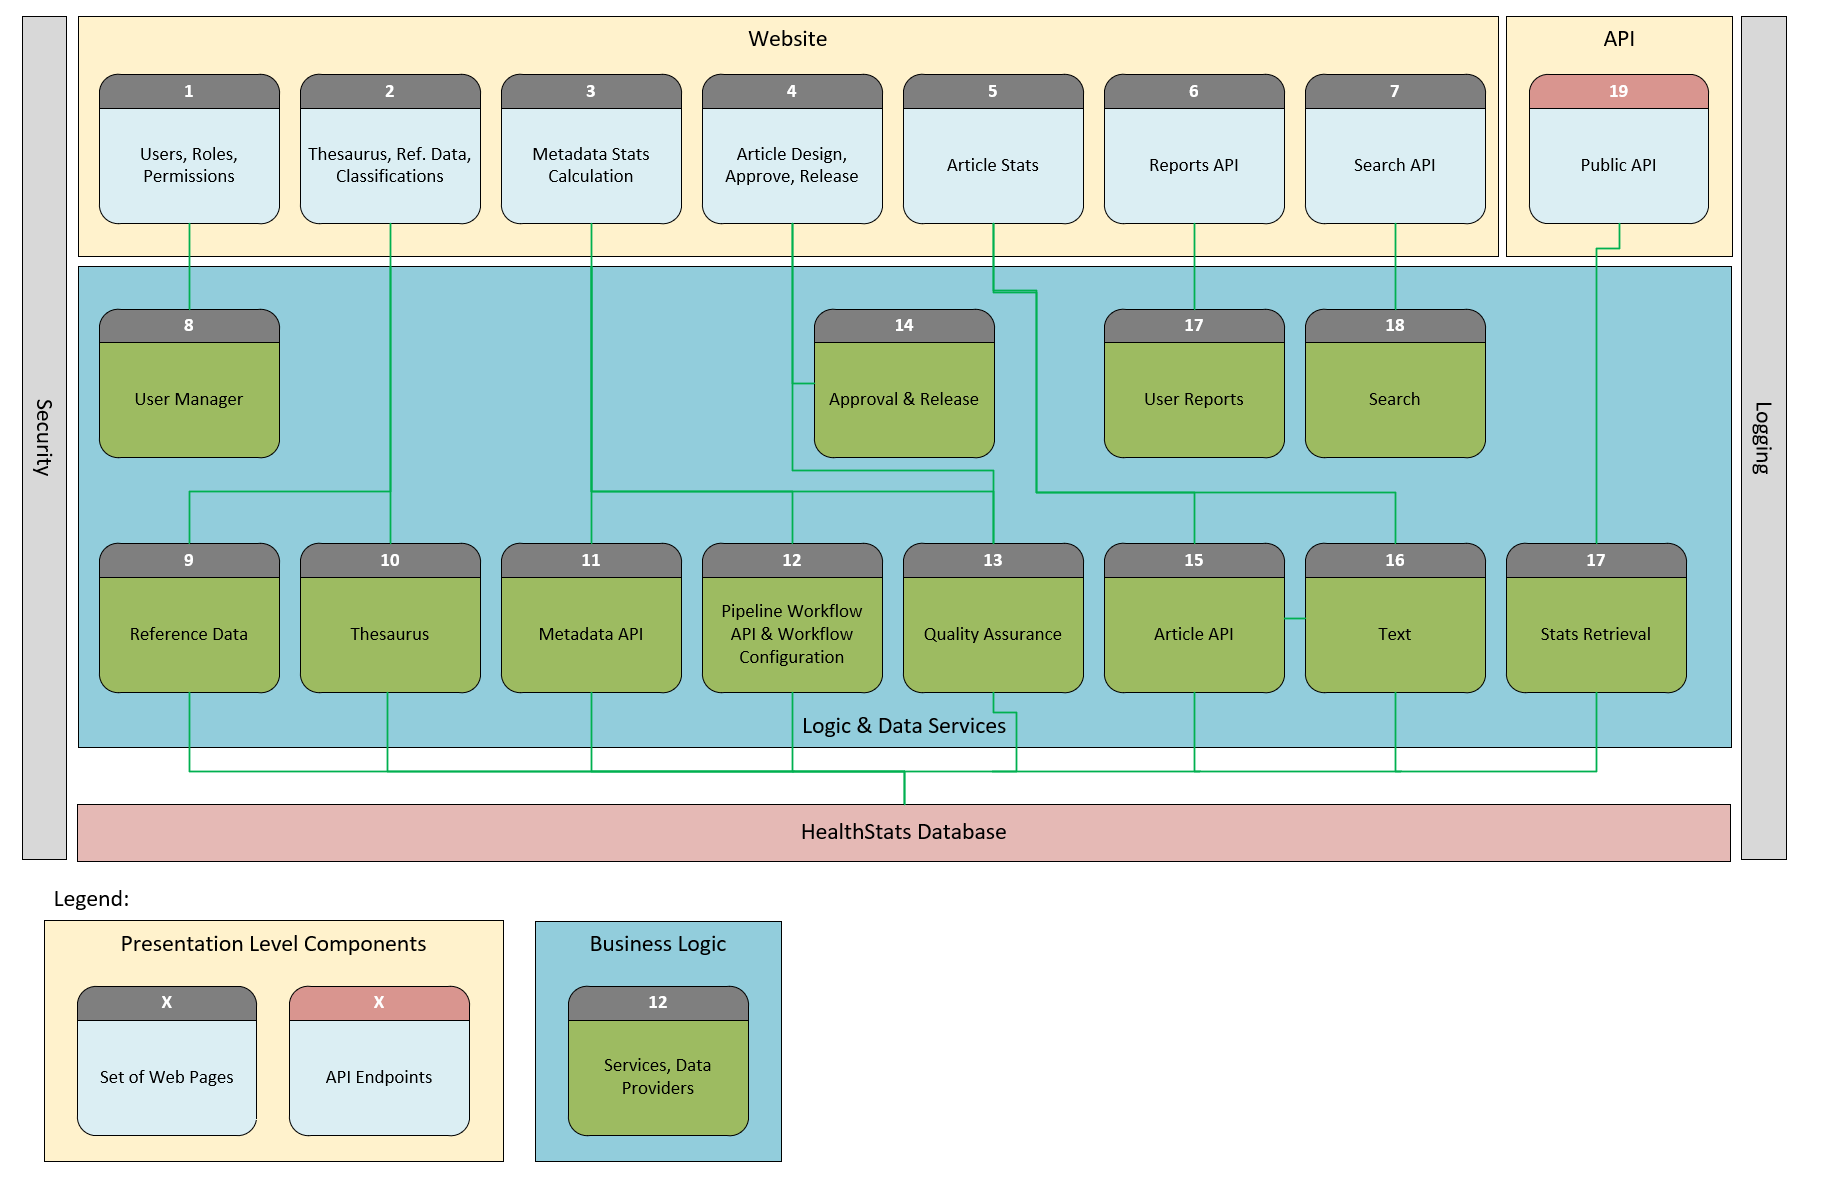 Website
API
1
2
3
4
5
6
7
19
Users, Roles,
Permissions
Thesaurus, Ref. Data,
Classifications
Metadata Stats
Calculation
Article Design,
Approve, Release
Article Stats
Reports API
Search API
Public API
Security
Logging
8
14
17
18
User Manager
Approval & Release
User Reports
Search
9
10
11
12
13
15
16
17
Reference Data
Thesaurus
Metadata API
Pipeline Workflow
API & Workflow
Configuration
Quality Assurance
Article API
Text
Stats Retrieval
Logic & Data Services
HealthStats Database
Legend:
Presentation Level Components
X
X
Set of Web Pages
API Endpoints
Business Logic
12
Services, Data
Providers